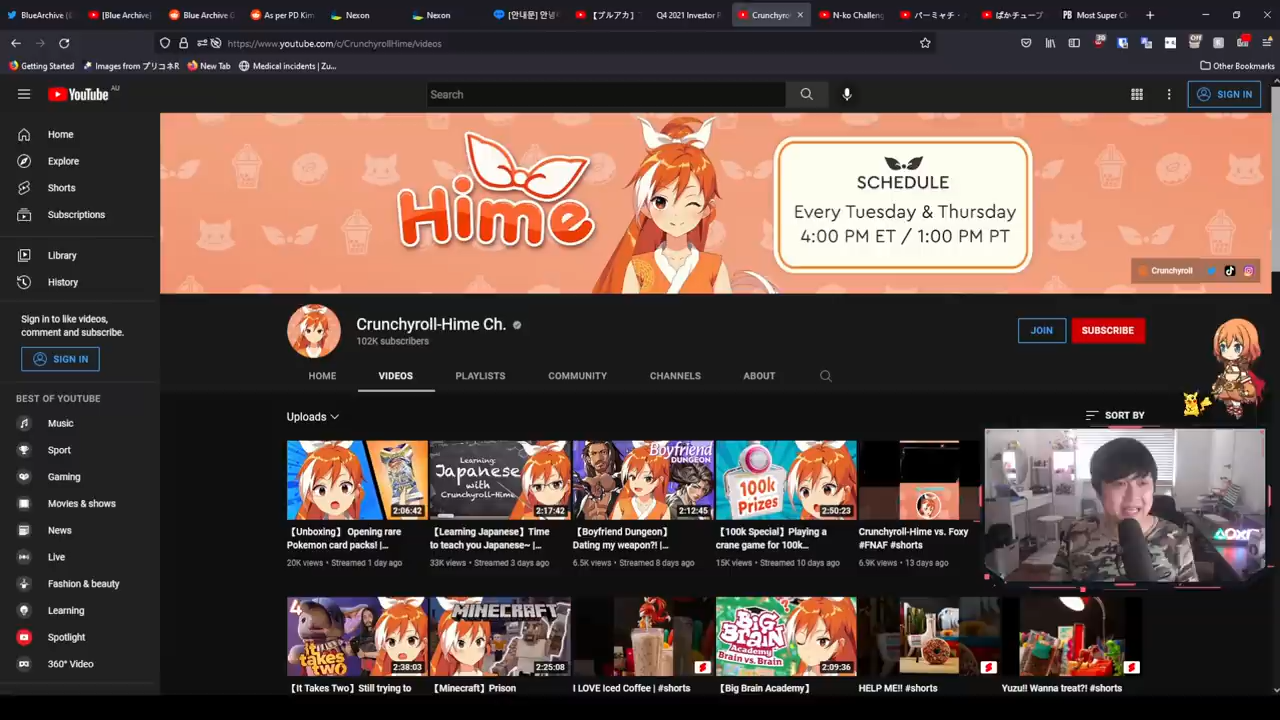 BlueArchive (
[Blue Archive]
Blue Archive G
As per PD Kim
Nexon
Nexon
[안내문] 안녕
【ブルアカ】
Q4 2021 Investor P
Crunchyro
N-ko Challeng
パーミャチ・
ぱかチューブ
PB Most Super Ch
https://www.youtube.com/c/CrunchyrollHime/videos
Getting Started
Images from プリコネR
New Tab
Medical incidents | Zu...
Other Bookmarks
YouTube AU
Search
SIGN IN
Home
Explore
Shorts
Subscriptions
Library
History
Sign in to like videos,
comment and subscribe.
SIGN IN
BEST OF YOUTUBE
Music
Sport
Gaming
Movies & shows
News
Live
Fashion & beauty
Learning
Spotlight
360° Video
Hime
SCHEDULE
Every Tuesday & Thursday
4:00 PM ET / 1:00 PM PT
Crunchyroll
Crunchyroll-Hime Ch.
102K subscribers
JOIN
SUBSCRIBE
HOME
VIDEOS
PLAYLISTS
COMMUNITY
CHANNELS
ABOUT
Uploads
SORT BY
2:06:42
【Unboxing】 Opening rare
Pokemon card packs! |...
20K views • Streamed 1 day ago
Learning:
Japanese
with
Crunchyroll-Hime
2:17:42
【Learning Japanese】Time
to teach you Japanese~ |...
33K views • Streamed 3 days ago
Boyfriend
DUNGEON
2:12:45
【Boyfriend Dungeon】
Dating my weapon?! |...
6.5K views • Streamed 8 days ago
100k
Prizes
2:50:23
【100k Special】Playing a
crane game for 100k...
15K views • Streamed 10 days ago
Crunchyroll-Hime vs. Foxy
#FNAF #shorts
6.9K views • 13 days ago
4
it takes two
2:38:03
【It Takes Two】Still trying to
MINECRAFT
2:25:08
【Minecraft】Prison
I LOVE Iced Coffee | #shorts
BIG Brain
ACADEMY
Brain vs. Brain
2:09:36
【Big Brain Academy】
HELP ME!! #shorts
Yuzu!! Wanna treat?! #shorts